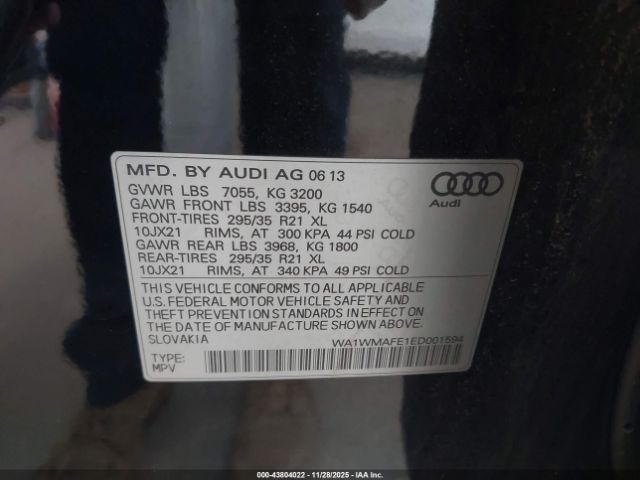 MFD. BY AUDI AG 06 13
GVWR LBS 7055, KG 3200
GAWR FRONT LBS 3395, KG 1540
FRONT-TIRES 295/35 R21 XL
10JX21 RIMS, AT 300 KPA 44 PSI COLD
GAWR REAR LBS 3968, KG 1800
REAR-TIRES 295/35 R21 XL
10JX21 RIMS, AT 340 KPA 49 PSI COLD
Audi
THIS VEHICLE CONFORMS TO ALL APPLICABLE
U.S. FEDERAL MOTOR VEHICLE SAFETY AND
THEFT PREVENTION STANDARDS IN EFFECT ON
THE DATE OF MANUFACTURE SHOWN ABOVE.
SLOVAKIA WA1WMAFE1ED001594
TYPE:
MPV
000-43804022 - 11/28/2025 - IAAI.com